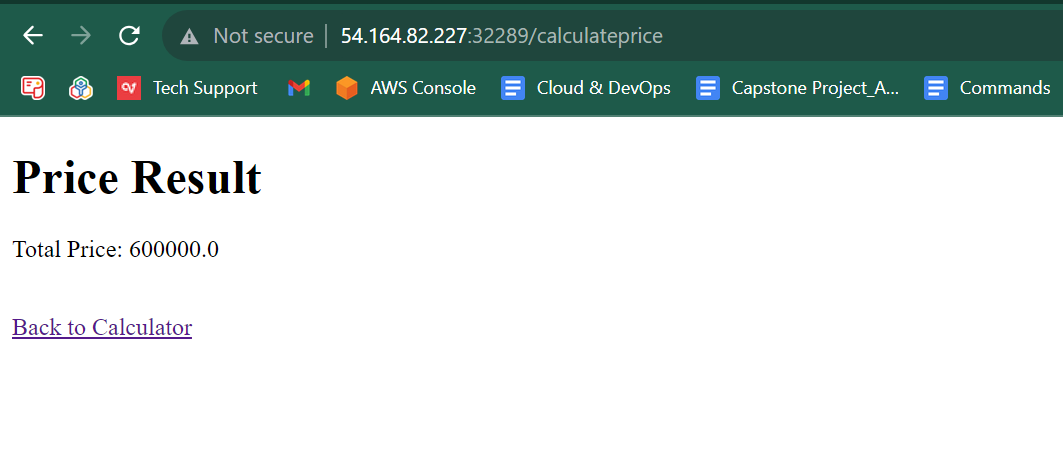 Not secure 54.164.82.227:32289/calculateprice
Tech Support AWS Console Cloud & DevOps Capstone Project_A... Commands
Price Result
Total Price: 600000.0
Back to Calculator